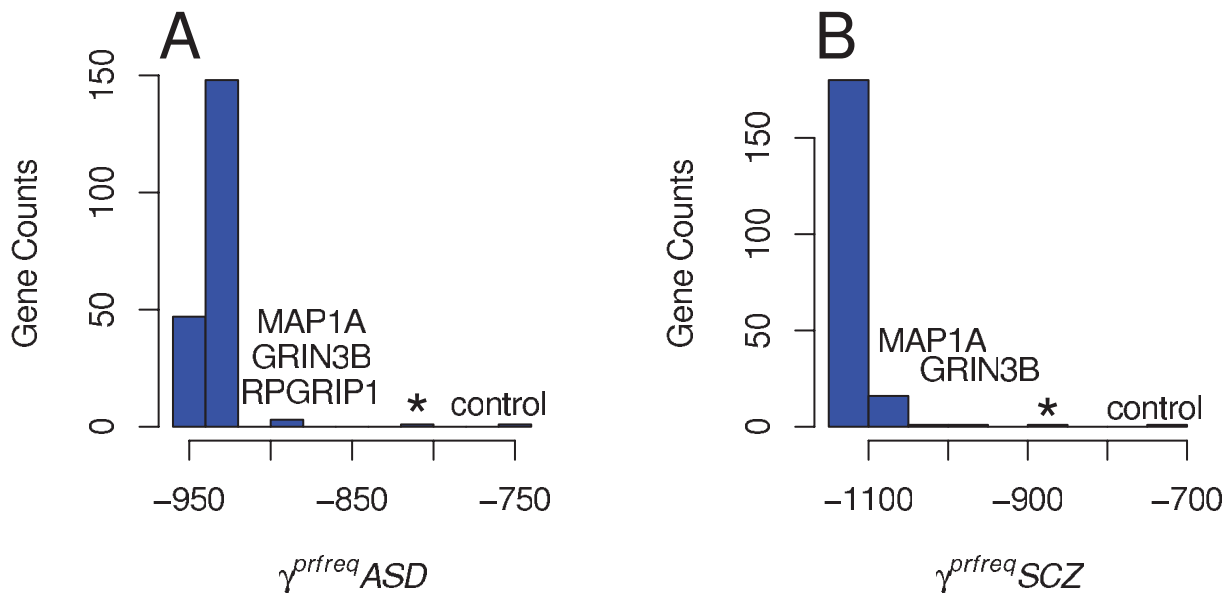 A
Gene Counts
0
50
100
150
MAP1A
GRIN3B
RPGRIP1
*
control
−950
−850
−750
γprfreqASD
B
Gene Counts
0
50
100
150
MAP1A
GRIN3B
*
control
−1100
−900
−700
γprfreqSCZ